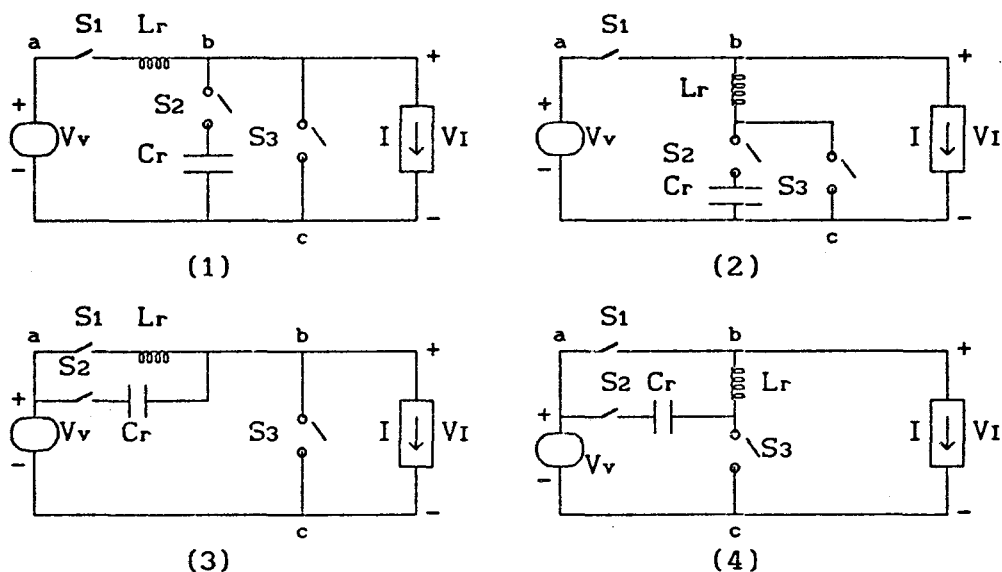 S1 Lr
a b +
S2
+ Vv Cr S3 I VI
- -
c
(1)
S1
a b +
Lr
+ Vv S2 I VI
- Cr S3 -
c
(2)
S1 Lr
a b +
S2
+ Vv Cr S3 I VI
- -
c
(3)
S1
a b +
S2 Cr Lr
+ Vv S3 I VI
- -
c
(4)